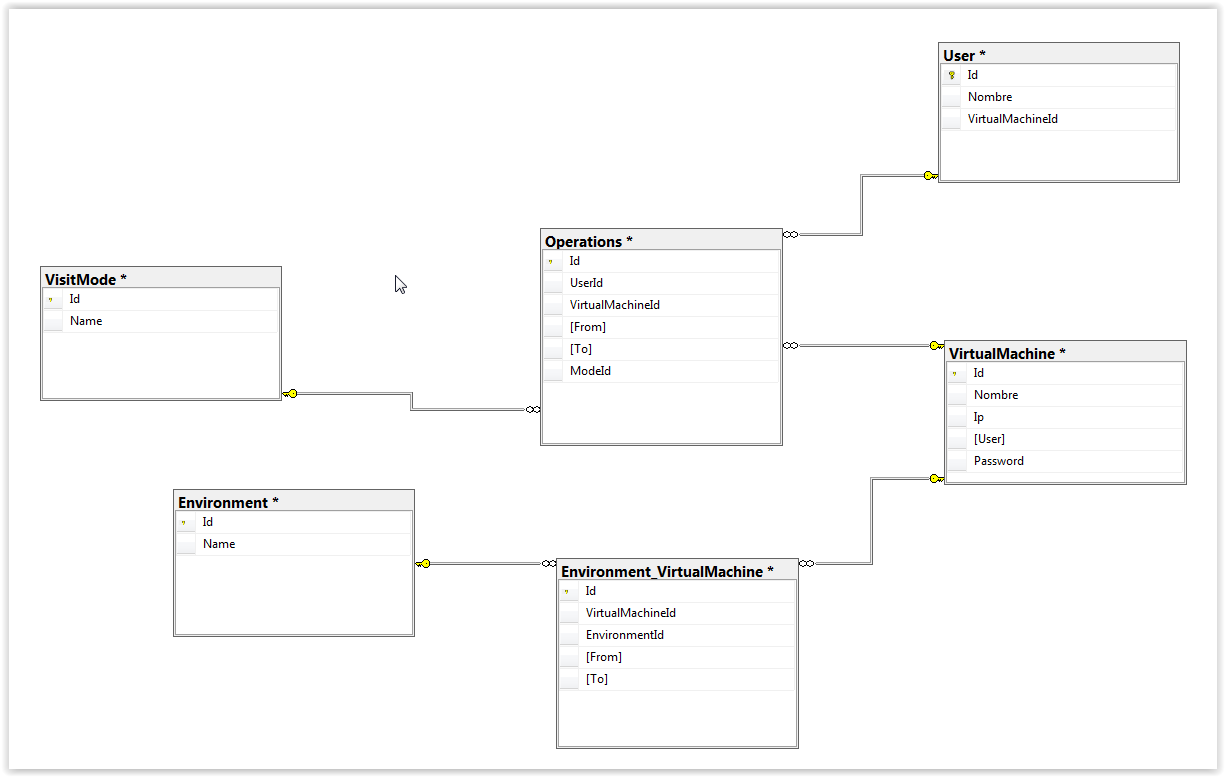 User *
Id
Nombre
VirtualMachineId
Operations *
Id
UserId
VirtualMachineId
[From]
[To]
ModeId
VisitMode *
Id
Name
VirtualMachine *
Id
Nombre
Ip
[User]
Password
Environment *
Id
Name
Environment_VirtualMachine *
Id
VirtualMachineId
EnvironmentId
[From]
[To]